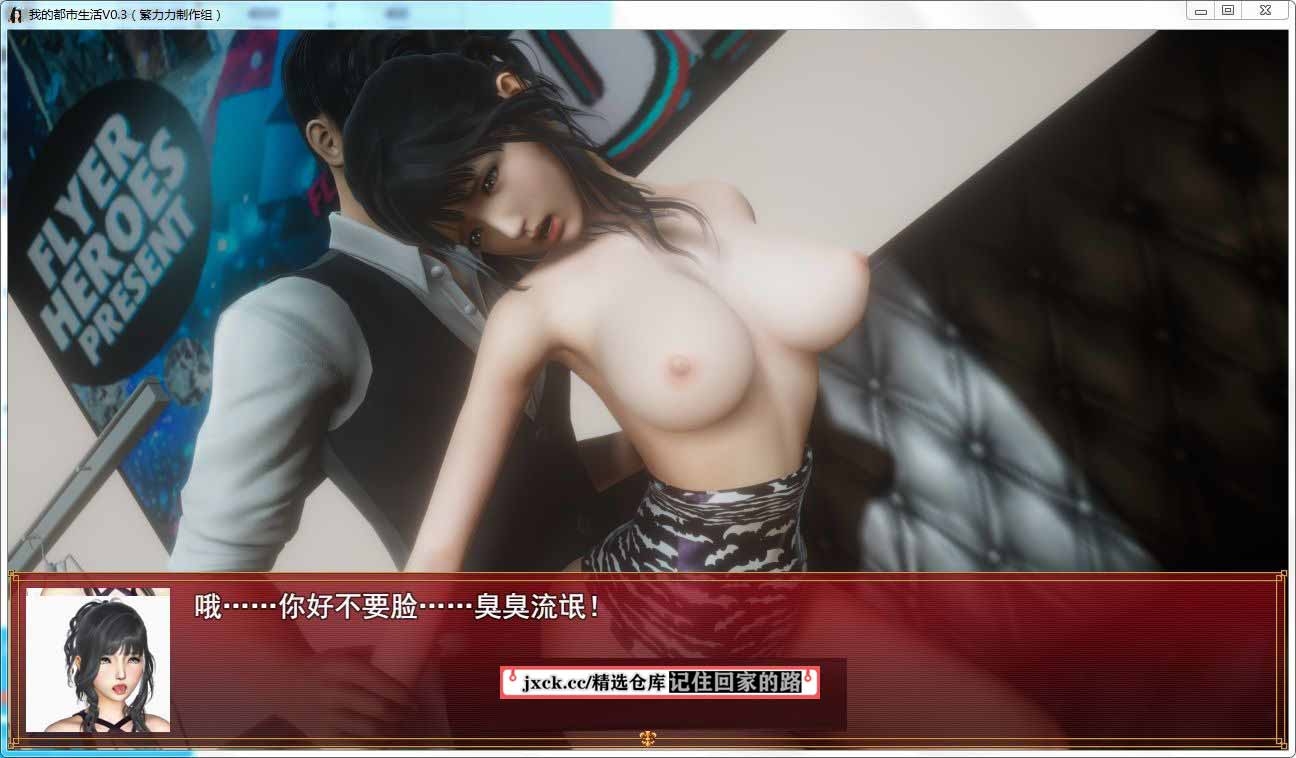 我的都市生活V0.3（繁力力制作组）
FLYER
HEROES
PRESENT
哦……你好不要脸……臭臭流氓！
jxck.cc/精选仓库记住回家的路